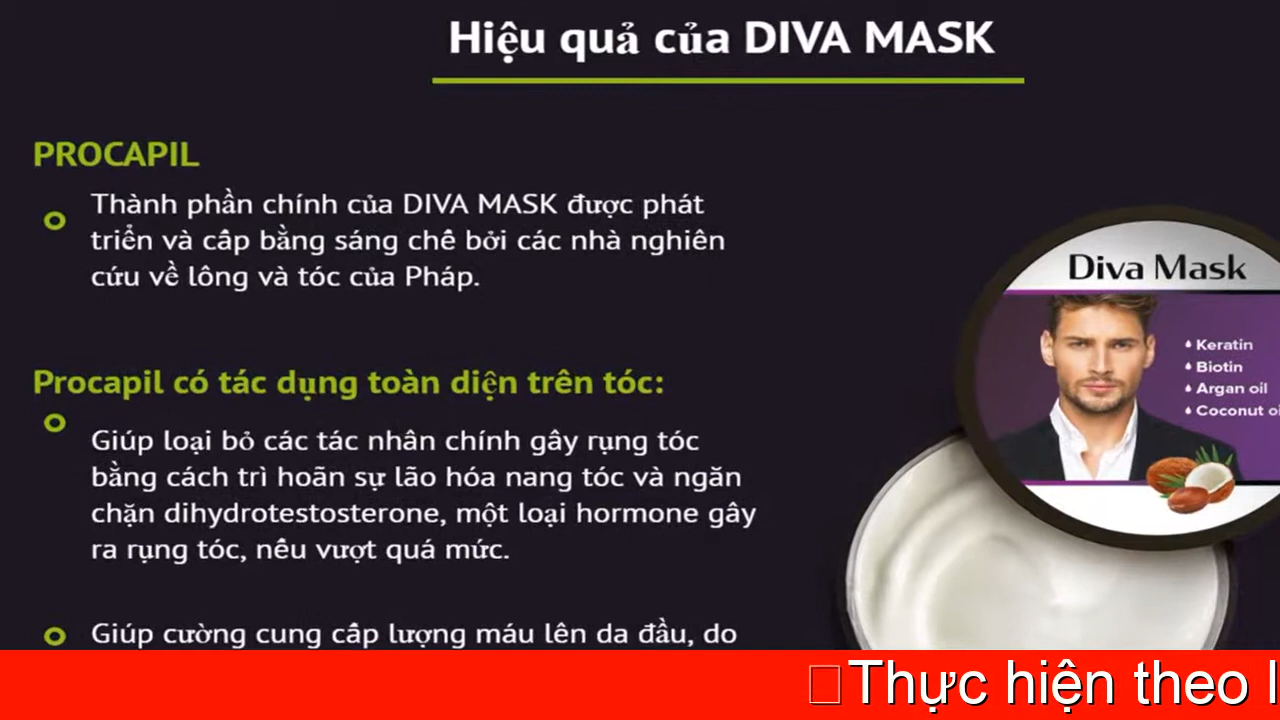 Hiệu quả của DIVA MASK
PROCAPIL
Thành phần chính của DIVA MASK được phát
triển và cấp bằng sáng chế bởi các nhà nghiên
cứu về lông và tóc của Pháp.
Procapil có tác dụng toàn diện trên tóc:
Giúp loại bỏ các tác nhân chính gây rụng tóc
bằng cách trì hoãn sự lão hóa nang tóc và ngăn
chặn dihydrotestosterone, một loại hormone gây
ra rụng tóc, nếu vượt quá mức.
Giúp cường cung cấp lượng máu lên da đầu, do
Diva Mask
Keratin
Biotin
Argan oil
Coconut
Thực hiện theo